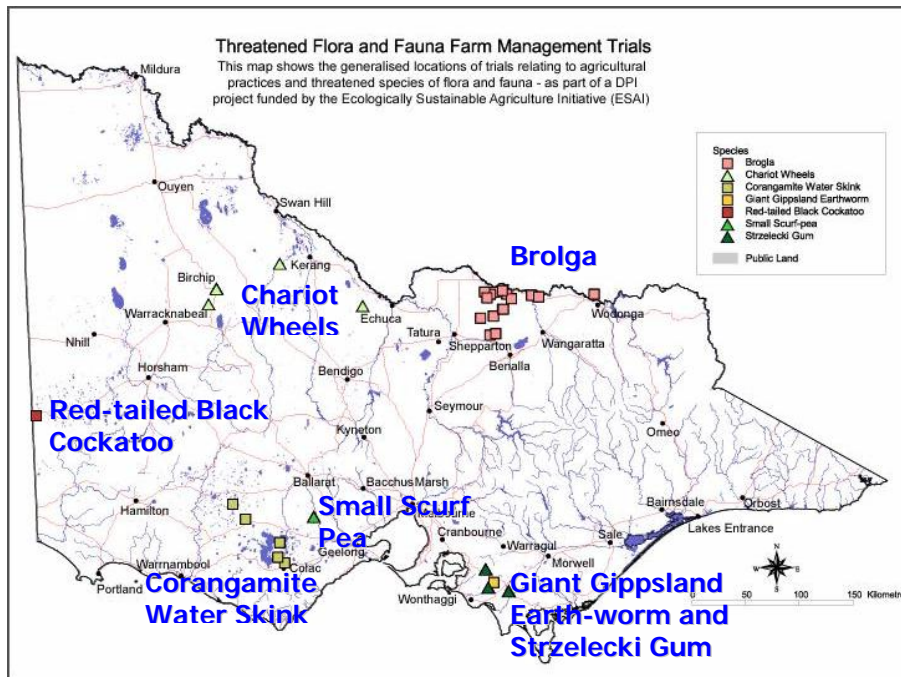 Threatened Flora and Fauna Farm Management Trials
This map shows the generalised locations of trials relating to agricultural
practices and threatened species of flora and fauna - as part of a DPI
project funded by the Ecologically Sustainable Agriculture Initiative (ESAI)
Mildura
Species
Brogla
Chariot Wheels
Corangamite Water Skink
Giant Gippsland Earthworm
Red-tailed Black Cockatoo
Small Scurf-pea
Strzelecki Gum
Public Land
Ouyen
Swan Hill
Brolga
Kerang
Birchip
Chariot
Wheels
Warracknabeal
Echuca
Wodonga
Nhill
Tatura
Shepparton
Wangaratta
Benalla
Horsham
Bendigo
Red-tailed Black
Cockatoo
Seymour
Kyneton
Omeo
Ballarat
Bacchus Marsh
Hamilton
Small Scurf
Pea
Melbourne
Bairnsdale
Orbost
Lakes Entrance
Cranbourne
Geelong
Warragul
Sale
Morwell
Colac
Warrnambool
Portland
Corangamite
Water Skink
Wonthaggi
Giant Gippsland
Earth-worm and
Strzelecki Gum
N
W
E
S
0 50 100 150 Kilometre